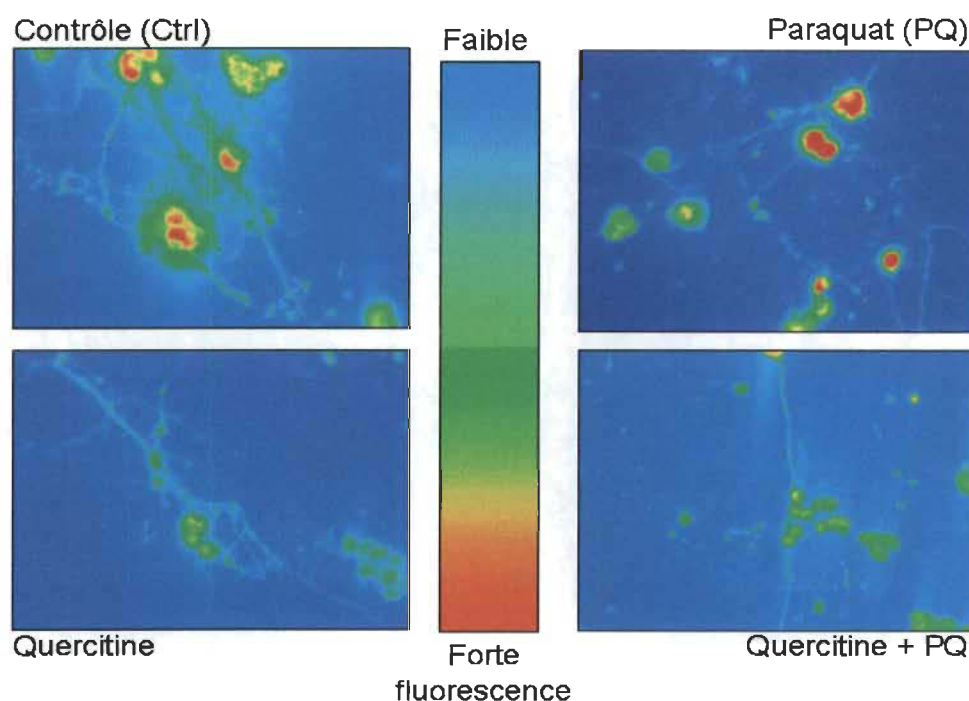 Contrôle (Ctrl)
Faible
Paraquat (PQ)
Quercitine
Forte
fluorescence
Quercitine + PQ